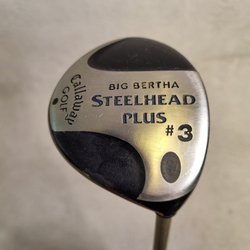 Callaway
GOLF
BIG BERTHA
STEELHEAD
PLUS
#3